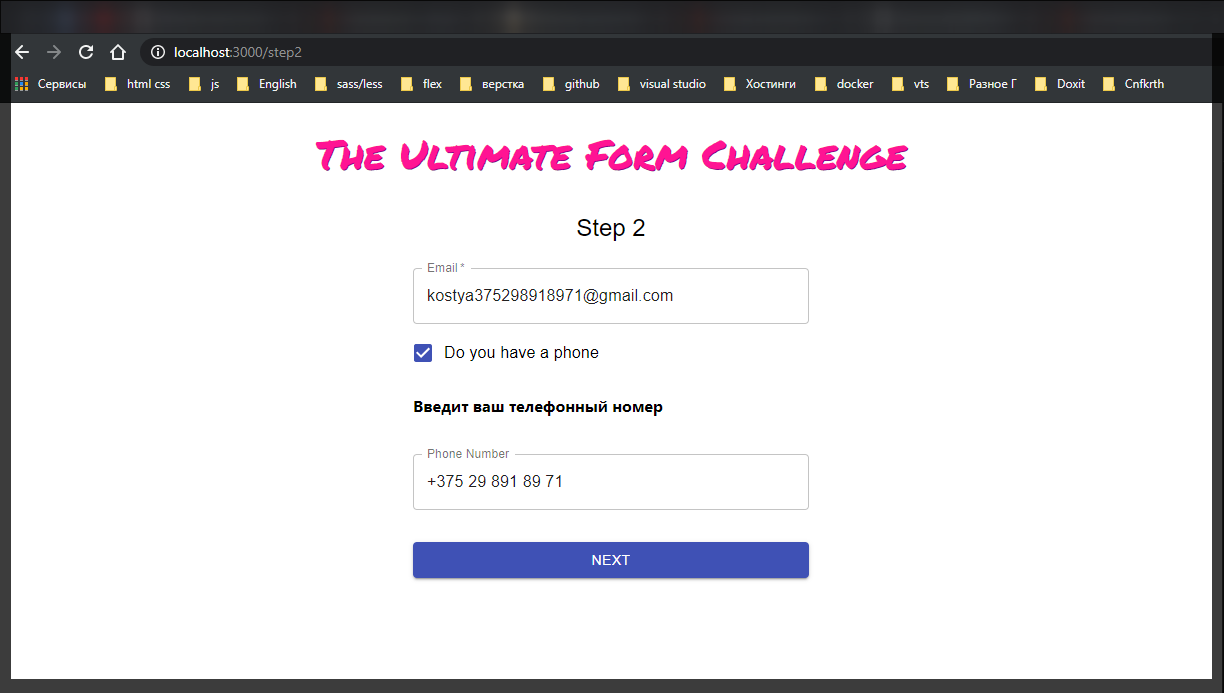 localhost:3000/step2
Сервисы html css js English sass/less flex верстка github visual studio Хостинги docker vts Разное Г Doxit Cnfkrth
The Ultimate Form Challenge
Step 2
Email *
kostya375298918971@gmail.com
Do you have a phone
Введит ваш телефонный номер
Phone Number
+375 29 891 89 71
NEXT